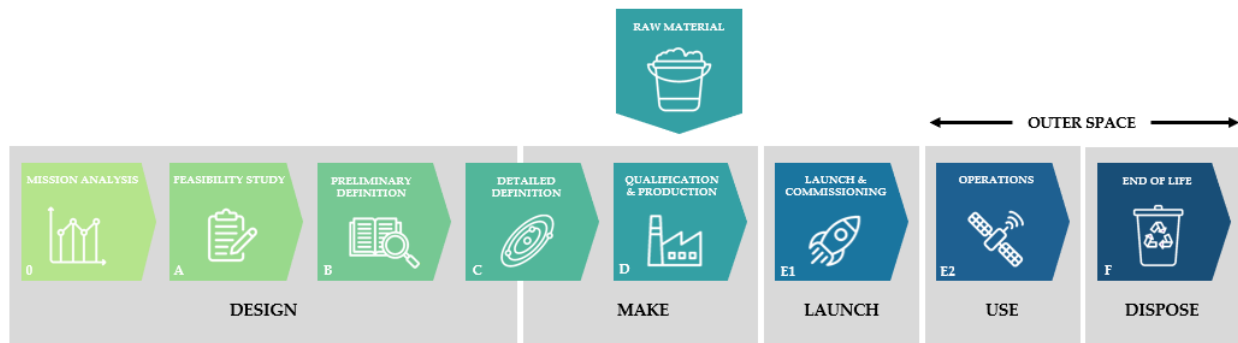 RAW MATERIAL
OUTER SPACE
MISSION ANALYSIS
0
FEASIBILITY STUDY
A
PRELIMINARY
DEFINITION
B
DETAILED
DEFINITION
C
QUALIFICATION
& PRODUCTION
D
LAUNCH &
COMMISSIONING
E1
OPERATIONS
E2
END OF LIFE
F
DESIGN
MAKE
LAUNCH
USE
DISPOSE